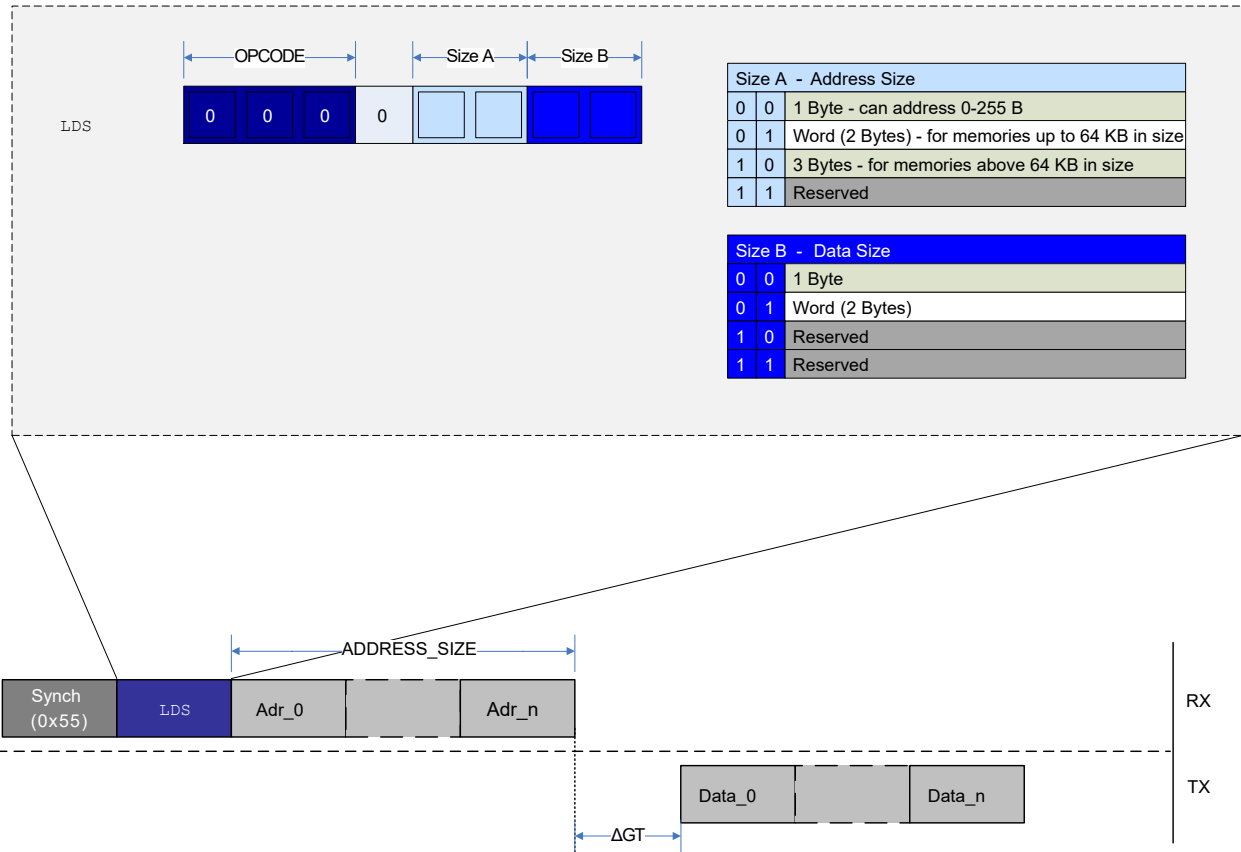 OPCODE Size A Size B
LDS 0 0 0 0
Size A - Address Size
0 0 1 Byte - can address 0-255 B
0 1 Word (2 Bytes) - for memories up to 64 KB in size
1 0 3 Bytes - for memories above 64 KB in size
1 1 Reserved
Size B - Data Size
0 0 1 Byte
0 1 Word (2 Bytes)
1 0 Reserved
1 1 Reserved
ADDRESS_SIZE
Synch
(0x55)
LDS Adr_0 Adr_n RX
Data_0 Data_n TX
ΔGT